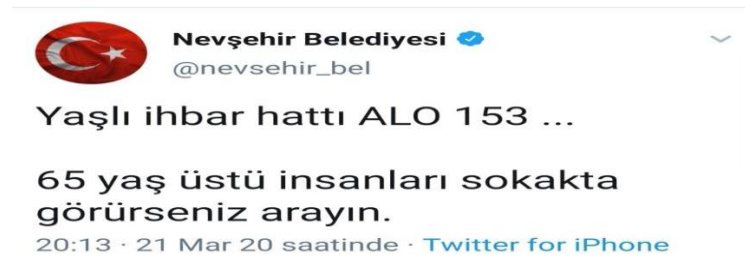 Nevşehir Belediyesi
@nevsehir_bel
Yaşlı ihbar hattı ALO 153 ...
65 yaş üstü insanları sokakta
görürseniz arayın.
20:13 · 21 Mar 20 saatinde · Twitter for iPhone